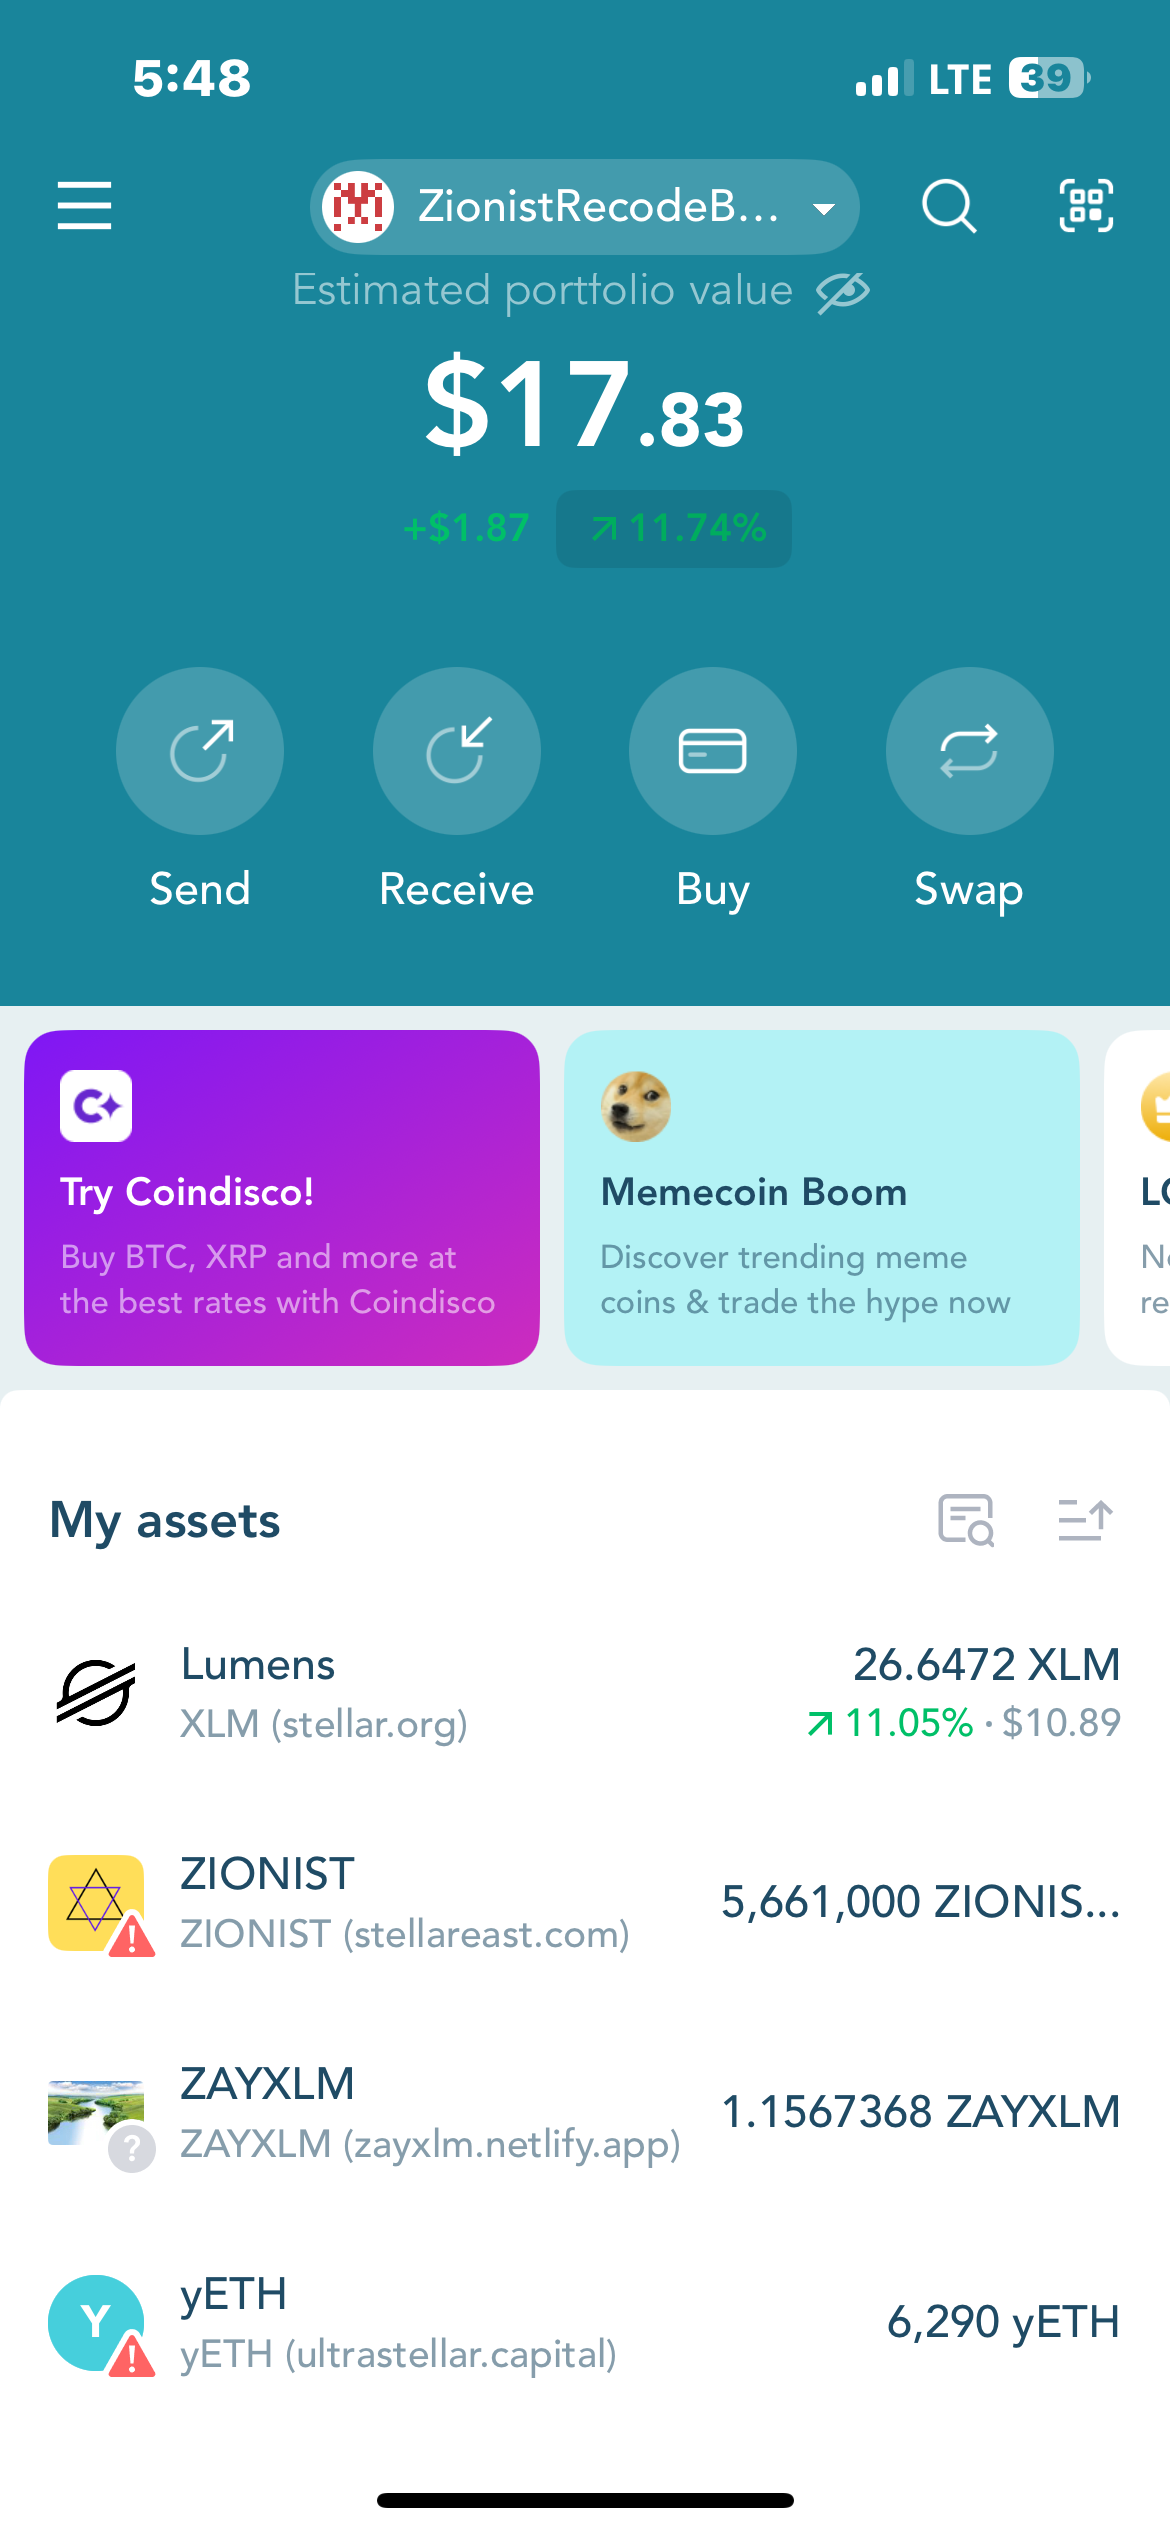 5:48
LTE 39
ZionistRecodeB...
Estimated portfolio value
$17.83
+$1.87 11.74%
Send Receive Buy Swap
C
Try Coindisco!
Buy BTC, XRP and more at
the best rates with Coindisco
Memecoin Boom
Discover trending meme
coins & trade the hype now
My assets
Lumens
26.6472 XLM
XLM (stellar.org)
11.05% · $10.89
ZIONIST
ZIONIST (stellareast.com)
5,661,000 ZIONIS...
!
ZAYXLM
ZAYXLM (zayxlm.netlify.app)
1.1567368 ZAYXLM
?
Y
yETH
yETH (ultrastellar.capital)
6,290 yETH
!